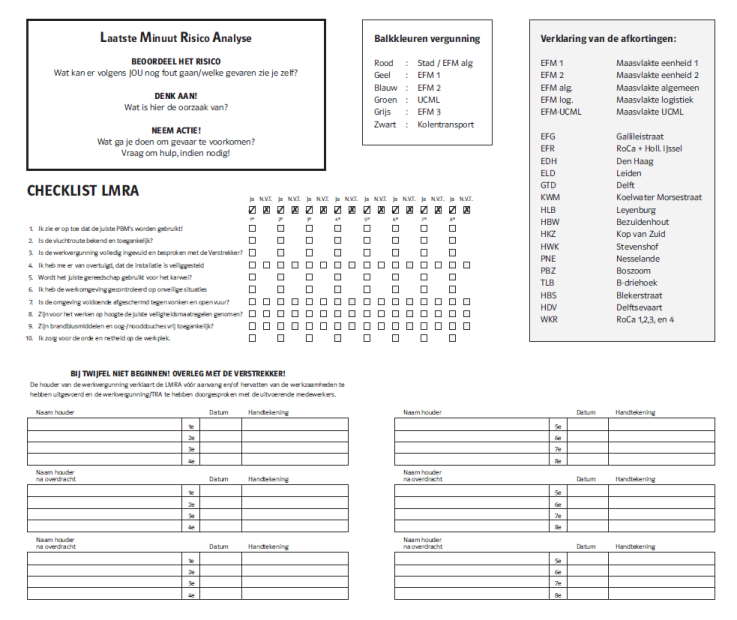 Laatste Minuut Risico Analyse
BEOORDEEL HET RISICO
Wat kan er volgens JOU nog fout gaan/welke gevaren zie je zelf?
DENK AAN!
Wat is hier de oorzaak van?
NEEM ACTIE!
Wat ga je doen om gevaar te voorkomen?
Vraag om hulp, indien nodig!
Balkkleuren vergunning
Rood : Stad / EFM alg
Geel : EFM 1
Blauw : EFM 2
Groen : UCML
Grijs : EFM 3
Zwart : Kolentransport
Verklaring van de afkortingen:
EFM 1 Maasvlakte eenheid 1
EFM 2 Maasvlakte eenheid 2
EFM alg. Maasvlakte algemeen
EFM log. Maasvlakte logistiek
EFM-UCML Maasvlakte UCML
EFG Gallileistraat
EFR RoCa + Holl. IJssel
EDH Den Haag
ELD Leiden
GTD Delft
KWM Koelwater Morsestraat
HLB Leyenburg
HBW Bezuidenhout
HKZ Kop van Zuid
HWK Stevenshof
PNE Nesselande
PBZ Boszoom
TLB B-driehoek
HBS Blekerstraat
HDV Delftsevaart
WKR RoCa 1,2,3, en 4
CHECKLIST LMRA
Ja N.V.T. Ja N.V.T. Ja N.V.T. Ja N.V.T. Ja N.V.T. Ja N.V.T. Ja N.V.T. Ja N.V.T.
1e 2e 3e 4e 5e 6e 7e 8e
1. Ik zie er op toe dat de juiste PBM's worden gebruikt!
2. Is de vluchtroute bekend en toegankelijk?
3. Is de werkvergunning volledig ingevuld en besproken met de Verstrekker?
4. Ik heb me er van overtuigd, dat de installatie is veiliggesteld
5. Wordt het juiste gereedschap gebruikt voor het karwei?
6. Ik heb de werkomgeving gecontroleerd op onveilige situaties
7. Is de omgeving voldoende afgeschermd tegen vonken en open vuur?
8. Zijn voor het werken op hoogte de juiste veiligheidsmaatregelen genomen?
9. Zijn brandblusmiddelen en oog-/nooddouches vrij toegankelijk?
10. Ik zorg voor de orde en netheid op de werkplek.
BIJ TWIJFEL NIET BEGINNEN! OVERLEG MET DE VERSTREKKER!
De houder van de werkvergunning verklaart de LMRA vóór aanvang en/of hervatten van de werkzaamheden te
hebben uitgevoerd en de werkvergunning/TRA te hebben doorgesproken met de uitvoerende medewerkers.
Naam houder Datum Handtekening
1e
2e
3e
4e
Naam houder
na overdracht Datum Handtekening
1e
2e
3e
4e
Naam houder
na overdracht Datum Handtekening
1e
2e
3e
4e
Naam houder Datum Handtekening
5e
6e
7e
8e
Naam houder
na overdracht Datum Handtekening
5e
6e
7e
8e
Naam houder
na overdracht Datum Handtekening
5e
6e
7e
8e